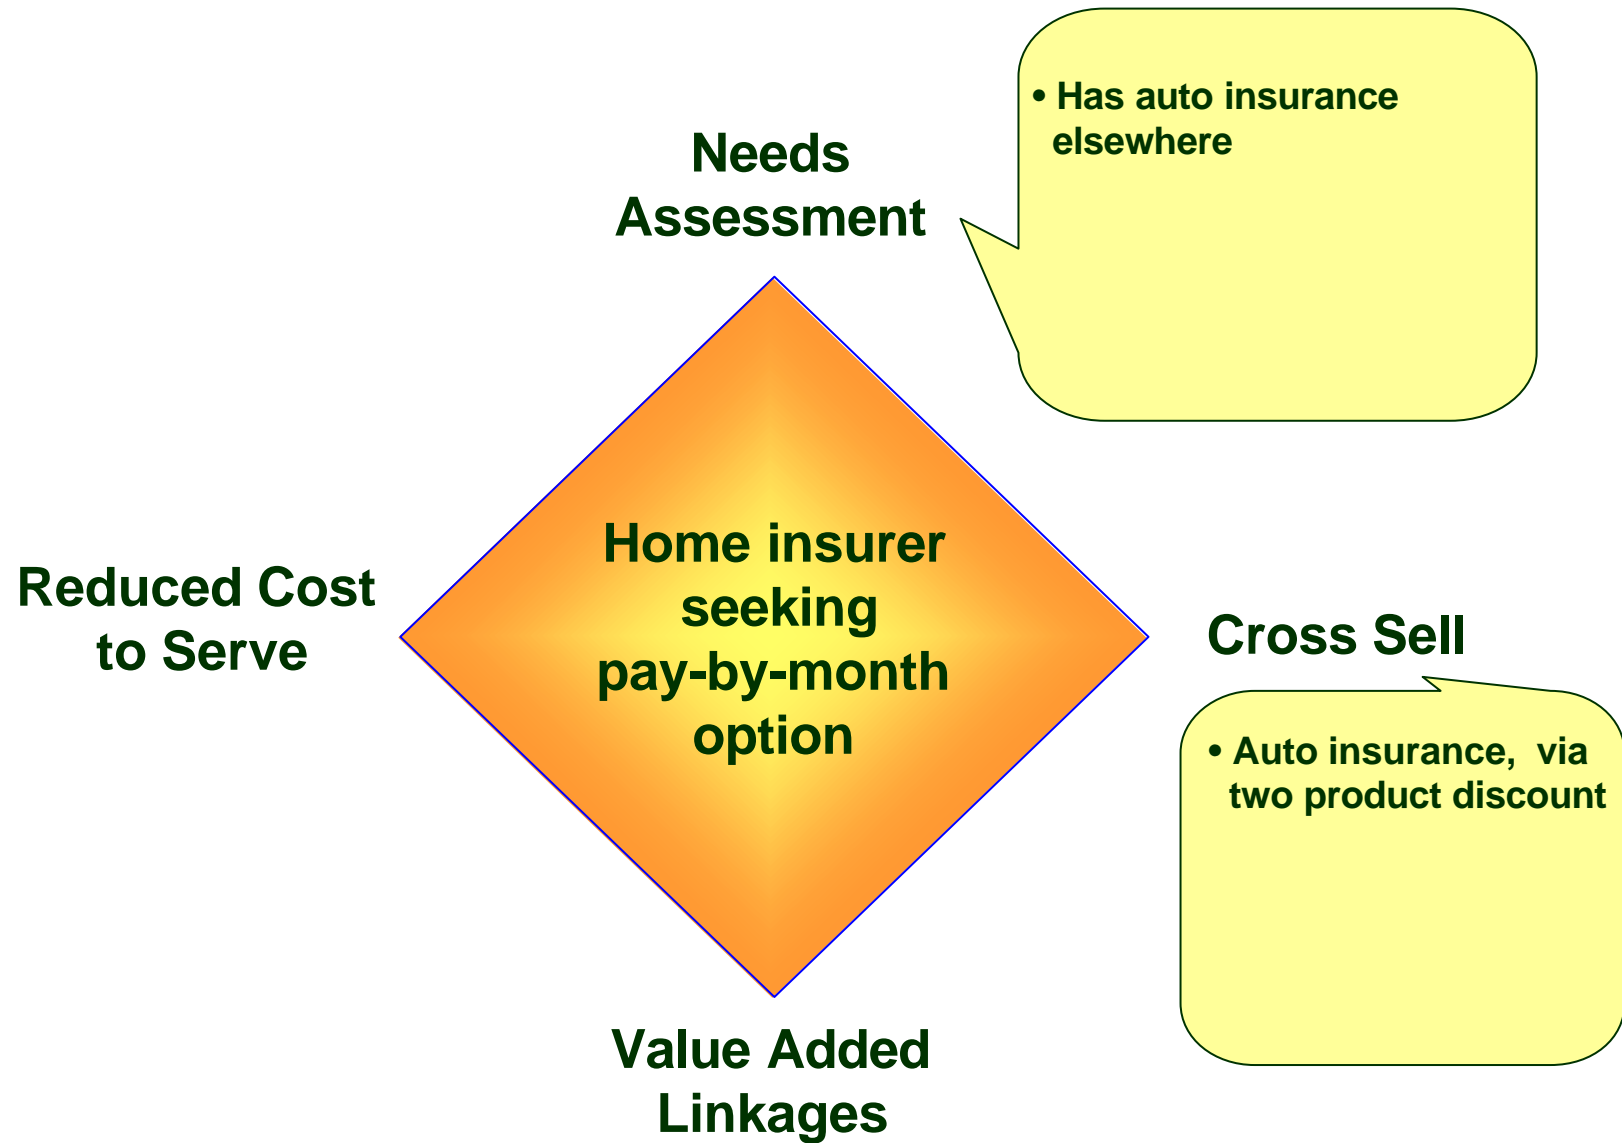 • Has auto insurance
elsewhere
Needs
Assessment
Home insurer
seeking
pay-by-month
option
Reduced Cost
to Serve
Cross Sell
• Auto insurance,  via
two product discount
Value Added
Linkages